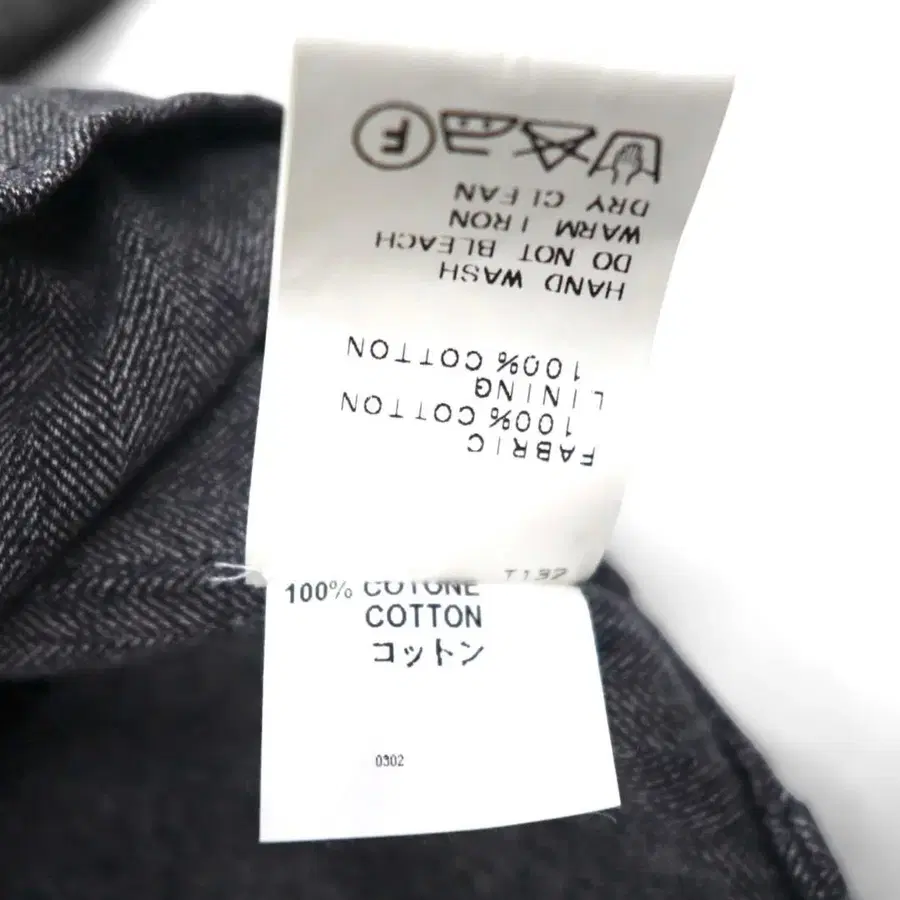 FABRIC
100% COTTON
LINING
100% COTTON
HAND WASH
DO NOT BLEACH
WARM IRON
DRY CLEAN
F
100% COTONE
COTTON
コットン
0302